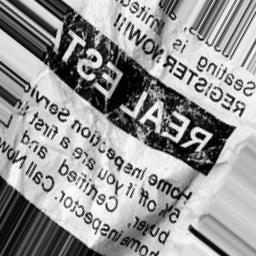 Seating is limited
REGISTER NOW!!!
REAL EST
Home Inspection Servi
5% off if you are a first
buyer. Certified and
home inspector. Call Now